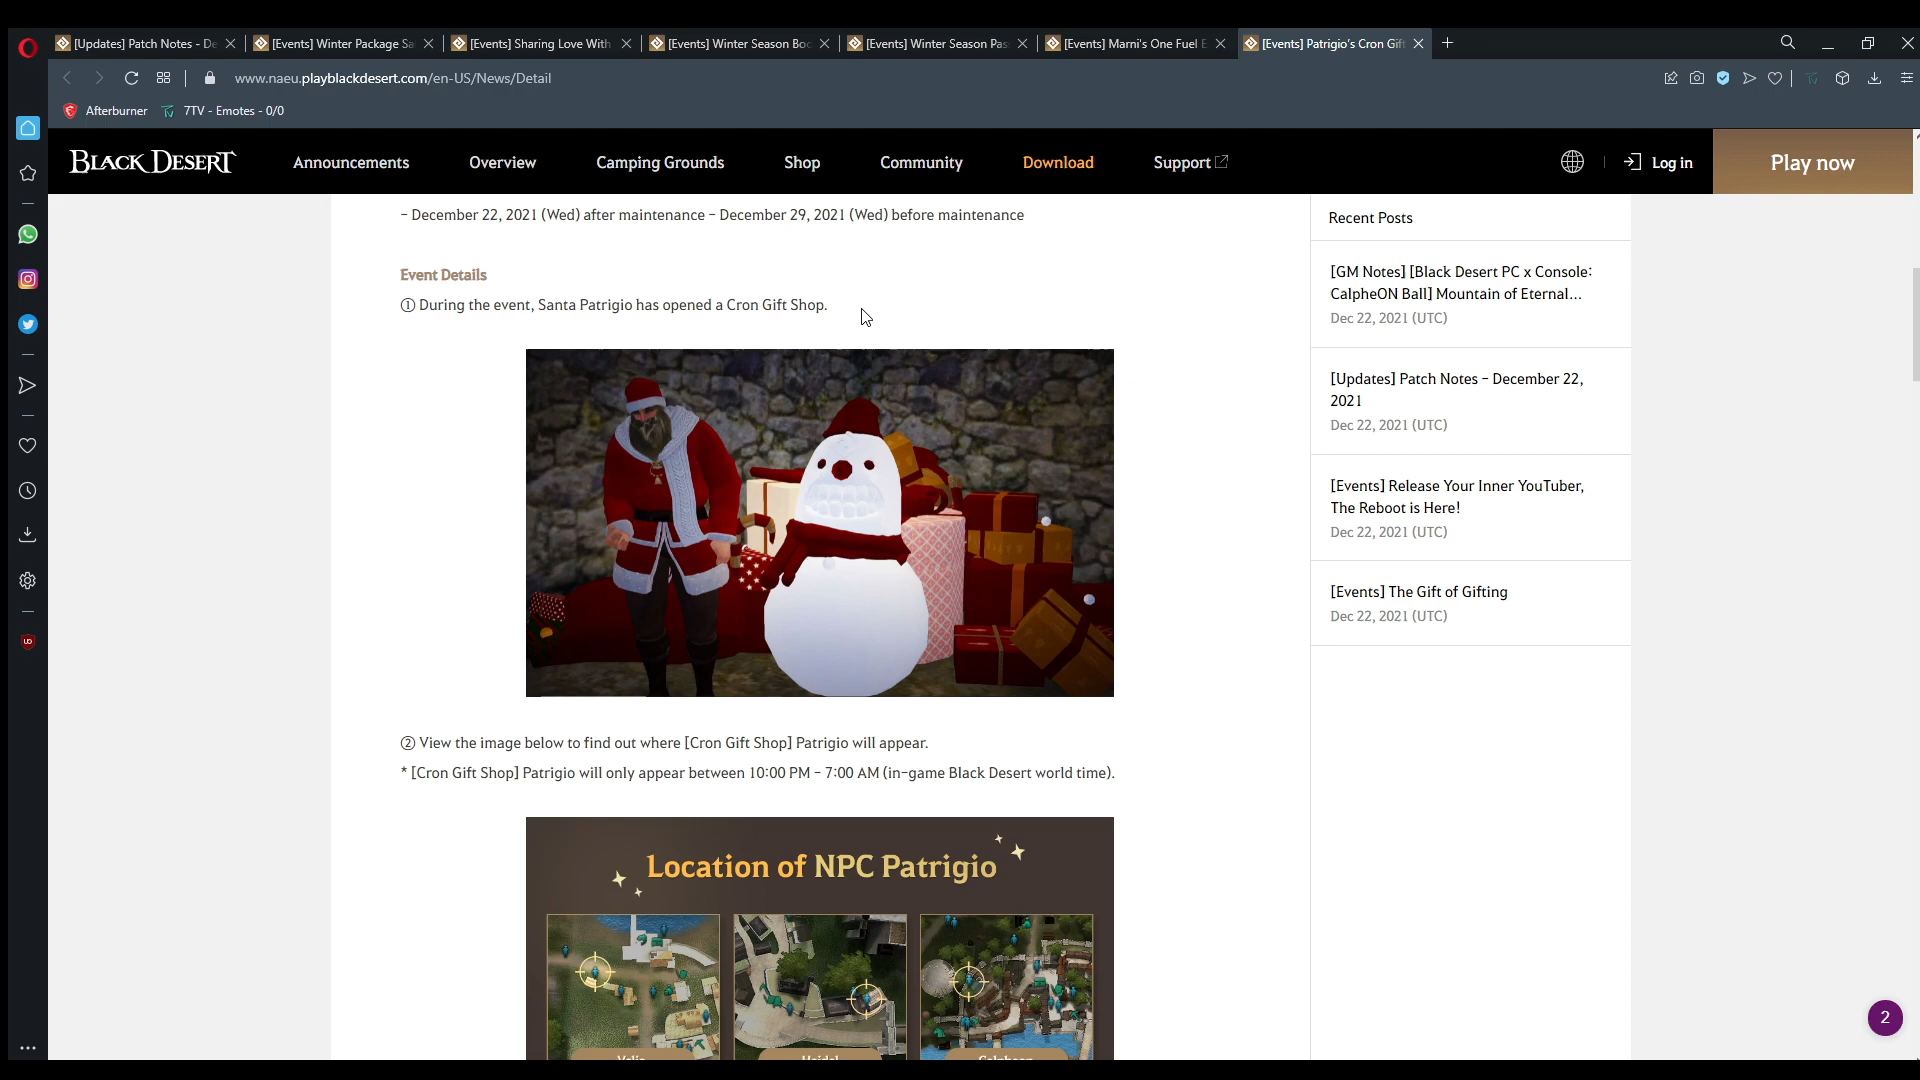 [Updates] Patch Notes - De
[Events] Winter Package Sa
[Events] Sharing Love With
[Events] Winter Season Boo
[Events] Winter Season Pas
[Events] Marni's One Fuel E
[Events] Patrigio's Cron Gift
www.naeu.playblackdesert.com/en-US/News/Detail
Afterburner
7TV - Emotes - 0/0
BLACK DESERT
Announcements
Overview
Camping Grounds
Shop
Community
Download
Support
Log in
Play now
- December 22, 2021 (Wed) after maintenance - December 29, 2021 (Wed) before maintenance
Event Details
① During the event, Santa Patrigio has opened a Cron Gift Shop.
② View the image below to find out where [Cron Gift Shop] Patrigio will appear.
* [Cron Gift Shop] Patrigio will only appear between 10:00 PM - 7:00 AM (in-game Black Desert world time).
Location of NPC Patrigio
Velia
Heidel
Calpheon
Recent Posts
[GM Notes] [Black Desert PC x Console:
CalpheON Ball] Mountain of Eternal...
Dec 22, 2021 (UTC)
[Updates] Patch Notes - December 22,
2021
Dec 22, 2021 (UTC)
[Events] Release Your Inner YouTuber,
The Reboot is Here!
Dec 22, 2021 (UTC)
[Events] The Gift of Gifting
Dec 22, 2021 (UTC)
2